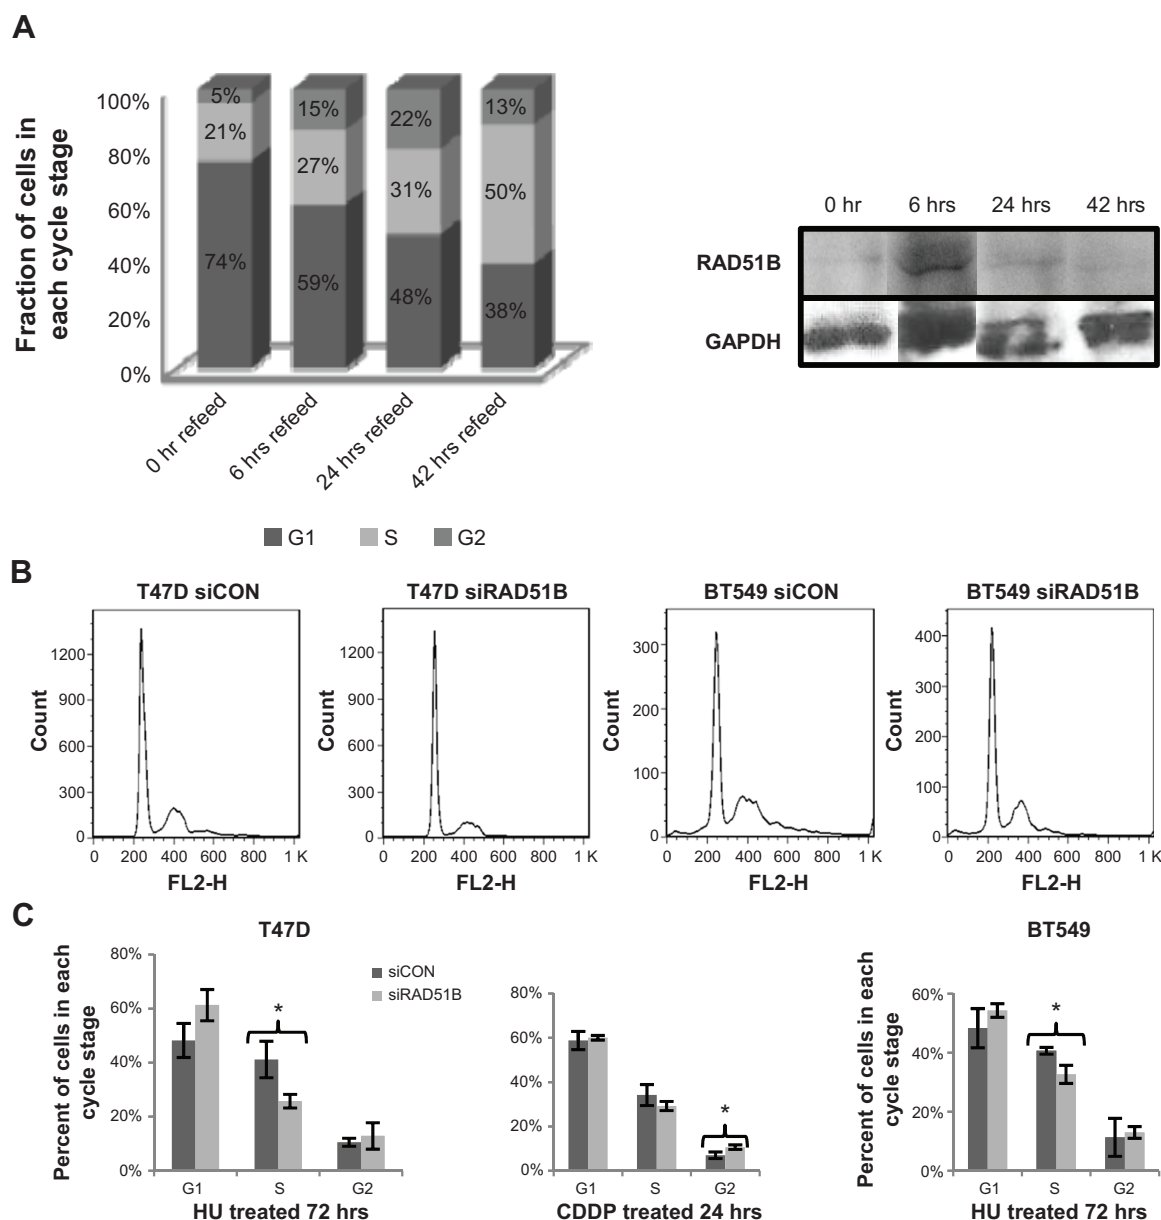 A
Fraction of cells in
each cycle stage
100%
80%
60%
40%
20%
0%
5%
21%
74%
15%
27%
59%
22%
31%
48%
13%
50%
38%
0 hr refeed
6 hrs refeed
24 hrs refeed
42 hrs refeed
G1 S G2
0 hr 6 hrs 24 hrs 42 hrs
RAD51B
GAPDH
B
T47D siCON
Count
1200
900
600
300
0
0 200 400 600 800 1 K
FL2-H
T47D siRAD51B
Count
1200
900
600
300
0
0 200 400 600 800 1 K
FL2-H
BT549 siCON
Count
300
200
100
0
0 200 400 600 800 1 K
FL2-H
BT549 siRAD51B
Count
400
300
200
100
0
0 200 400 600 800 1 K
FL2-H
C
T47D
Percent of cells in each
cycle stage
80%
60%
40%
20%
0%
*
G1 S G2
HU treated 72 hrs
siCON
siRAD51B
80%
60%
40%
20%
0%
*
G1 S G2
CDDP treated 24 hrs
BT549
Percent of cells in each
cycle stage
60%
40%
20%
0%
*
G1 S G2
HU treated 72 hrs